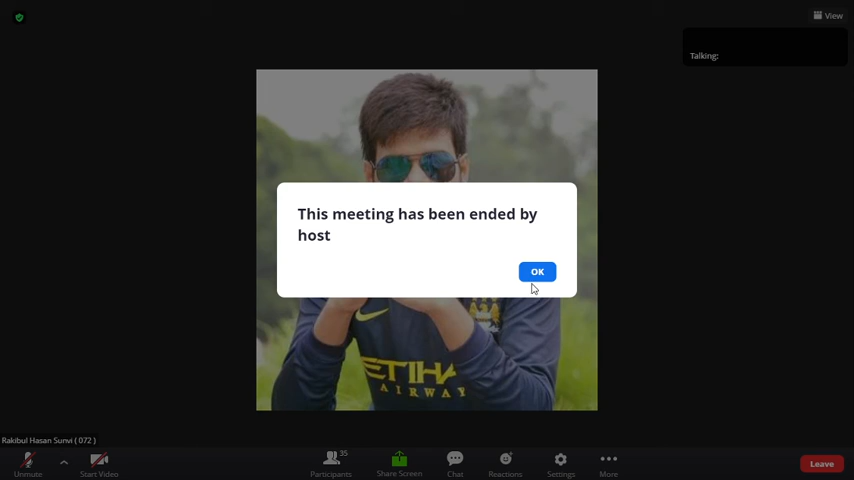 View
Talking:
This meeting has been ended by
host
OK
ETIHA
AIRWAY
Rakibul Hasan Sunvi ( 072 )
35
Unmute
Start Video
Participants
Share Screen
Chat
Reactions
Settings
More
Leave